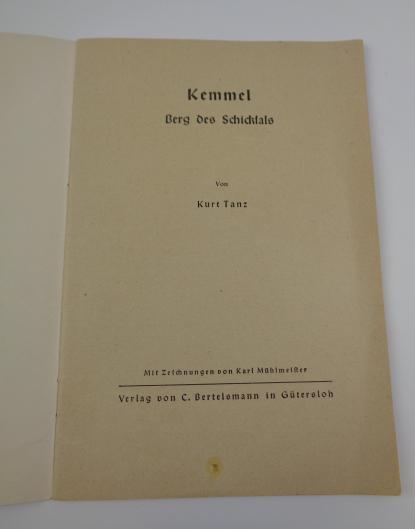 Kemmel
Berg des Schicksals
Von
Kurt Tanz
Mit Zeichnungen von Karl Mühlmeister
Verlag von C. Bertelsmann in Gütersloh